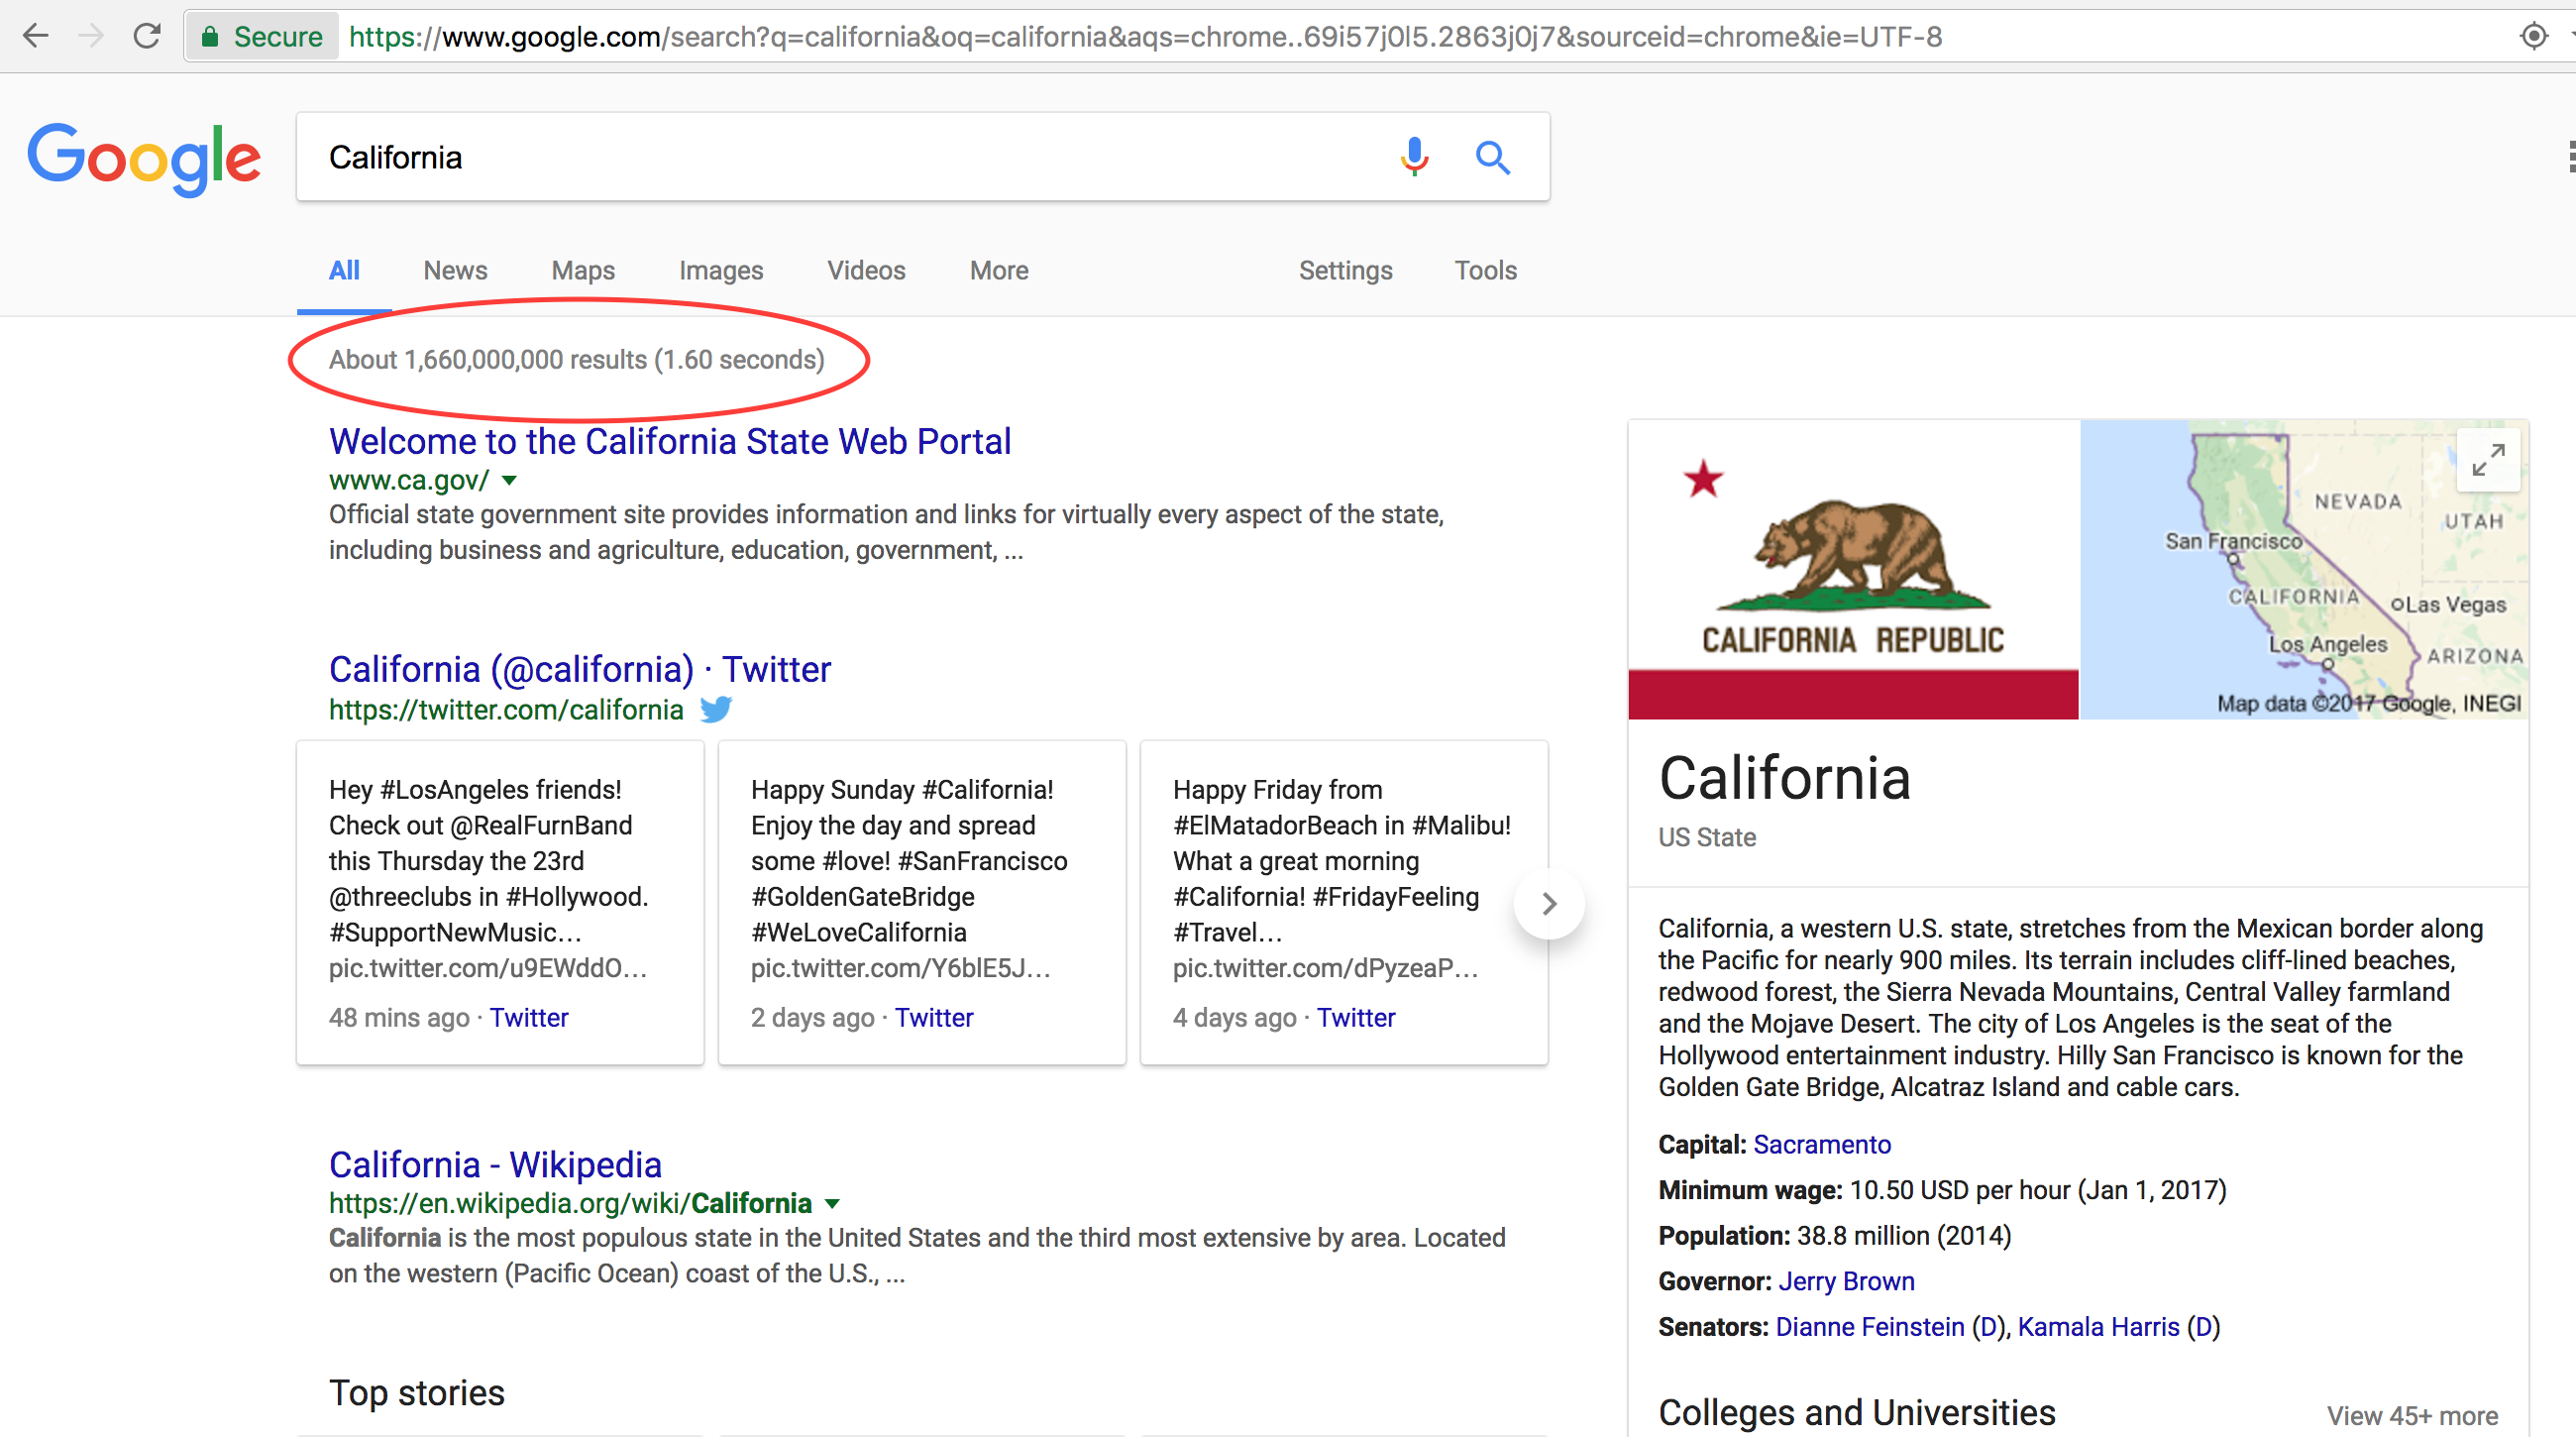 Secure https://www.google.com/search?q=california&oq=california&aqs=chrome..69i57j0l5.2863j0j7&sourceid=chrome&ie=UTF-8
Google
California
All News Maps Images Videos More Settings Tools
About 1,660,000,000 results (1.60 seconds)
Welcome to the California State Web Portal
www.ca.gov/
Official state government site provides information and links for virtually every aspect of the state,
including business and agriculture, education, government, ...
California (@california) · Twitter
https://twitter.com/california
Hey #LosAngeles friends!
Check out @RealFurnBand
this Thursday the 23rd
@threeclubs in #Hollywood.
#SupportNewMusic…
pic.twitter.com/u9EWddO…
48 mins ago · Twitter
Happy Sunday #California!
Enjoy the day and spread
some #love! #SanFrancisco
#GoldenGateBridge
#WeLoveCalifornia
pic.twitter.com/Y6blE5J…
2 days ago · Twitter
Happy Friday from
#ElMatadorBeach in #Malibu!
What a great morning
#California! #FridayFeeling
#Travel…
pic.twitter.com/dPyzeaP…
4 days ago · Twitter
California - Wikipedia
https://en.wikipedia.org/wiki/California
California is the most populous state in the United States and the third most extensive by area. Located
on the western (Pacific Ocean) coast of the U.S., ...
Top stories
CALIFORNIA REPUBLIC
NEVADA
UTAH
San Francisco
CALIFORNIA
Las Vegas
Los Angeles
ARIZONA
Map data ©2017 Google, INEGI
California
US State
California, a western U.S. state, stretches from the Mexican border along
the Pacific for nearly 900 miles. Its terrain includes cliff-lined beaches,
redwood forest, the Sierra Nevada Mountains, Central Valley farmland
and the Mojave Desert. The city of Los Angeles is the seat of the
Hollywood entertainment industry. Hilly San Francisco is known for the
Golden Gate Bridge, Alcatraz Island and cable cars.
Capital: Sacramento
Minimum wage: 10.50 USD per hour (Jan 1, 2017)
Population: 38.8 million (2014)
Governor: Jerry Brown
Senators: Dianne Feinstein (D), Kamala Harris (D)
Colleges and Universities View 45+ more